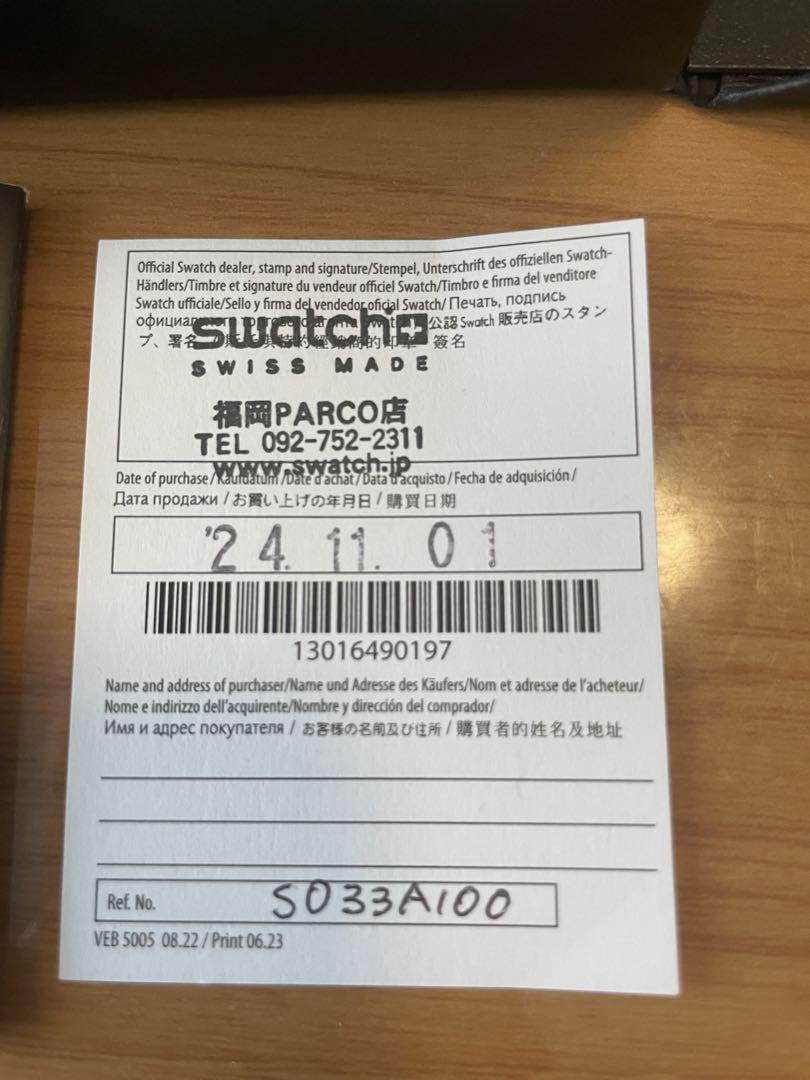 Official Swatch dealer, stamp and signature/Stempel, Unterschrift des offiziellen Swatch-
Händlers/Timbre et signature du vendeur officiel Swatch/Timbro e firma del venditore
Swatch ufficiale/Sello y firma del vendedor oficial Swatch/ Печать, подпись
公認 Swatch 販売店のスタン
プ、署名 簽名
swatch
SWISS MADE
福岡PARCO店
TEL 092-752-2311
www.swatch.jp
Date of purchase/Kaufdatum/Date d'achat/Data d'acquisto/Fecha de adquisición/
Дата продажи / お買い上げの年月日 / 購買日期
'24. 11. 01
13016490197
Name and address of purchaser/Name und Adresse des Käufers/Nom et adresse de l'acheteur/
Nome e indirizzo dell'acquirente/Nombre y dirección del comprador/
Имя и адрес покупателя / お客様の名前及び住所 / 購買者的姓名及地址
Ref. No. SO33A100
VEB 5005 08.22 / Print 06.23